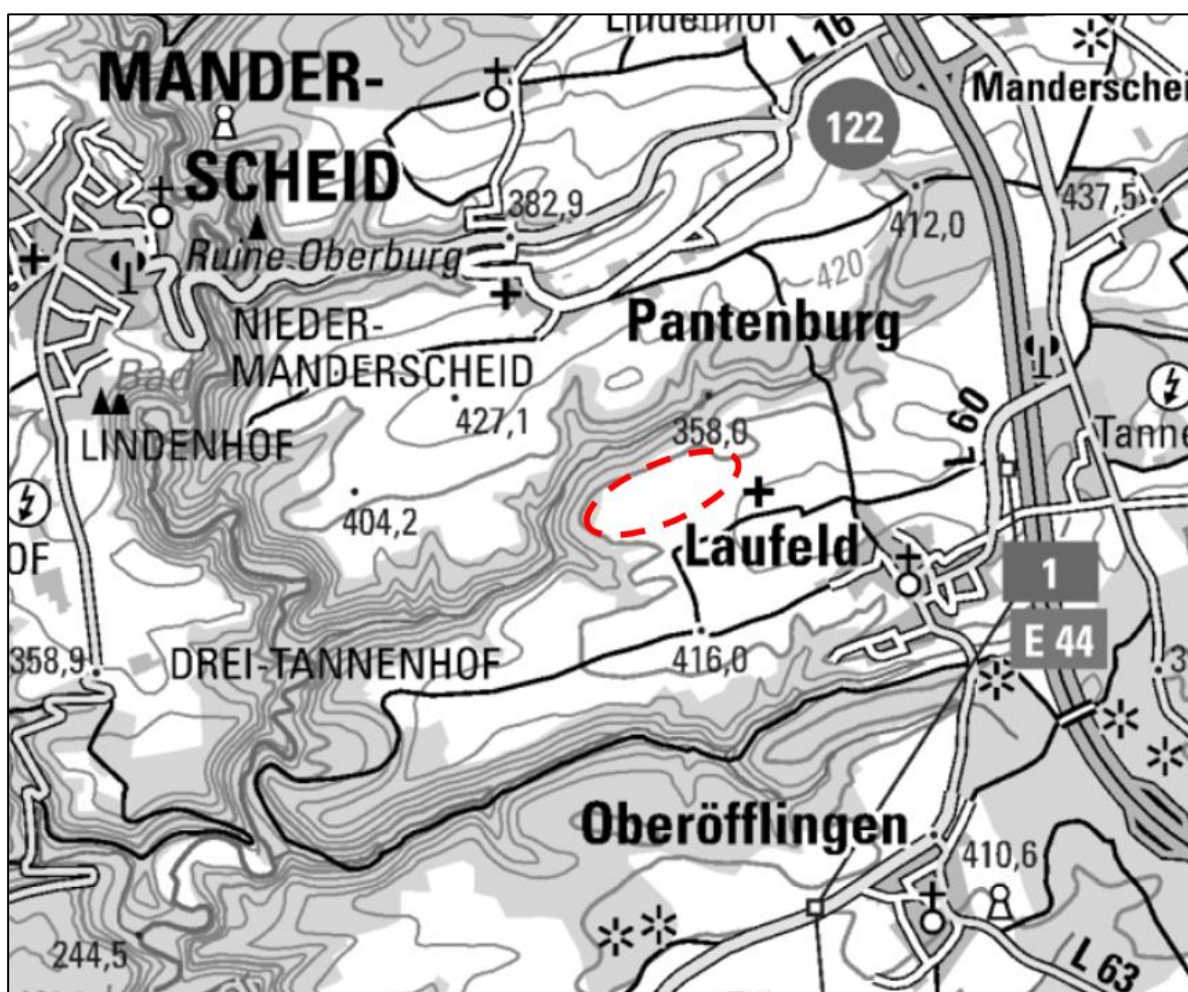 Lindenhof
L 16
MANDER-
SCHEID
Manderschei
122
382,9
412,0
437,5
Ruine Oberburg
420
Pantenburg
NIEDER-
MANDERSCHEID
Bad
427,1
358,0
LINDENHOF
L 60
Tanne
404,2
OF
Laufeld
1
E 44
358,9
DREI-TANNENHOF
416,0
3
Oberöfflingen
410,6
244,5
L 63